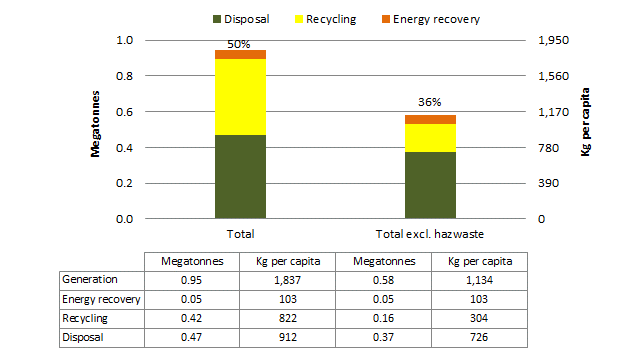 Disposal Recycling Energy recovery
1.0 50% 1,950
0.8 1,560
0.6 36% 1,170
0.4 780
0.2 390
0.0 0
Megatonnes
Kg per capita
Total Total excl. hazwaste
Megatonnes Kg per capita Megatonnes Kg per capita
Generation 0.95 1,837 0.58 1,134
Energy recovery 0.05 103 0.05 103
Recycling 0.42 822 0.16 304
Disposal 0.47 912 0.37 726